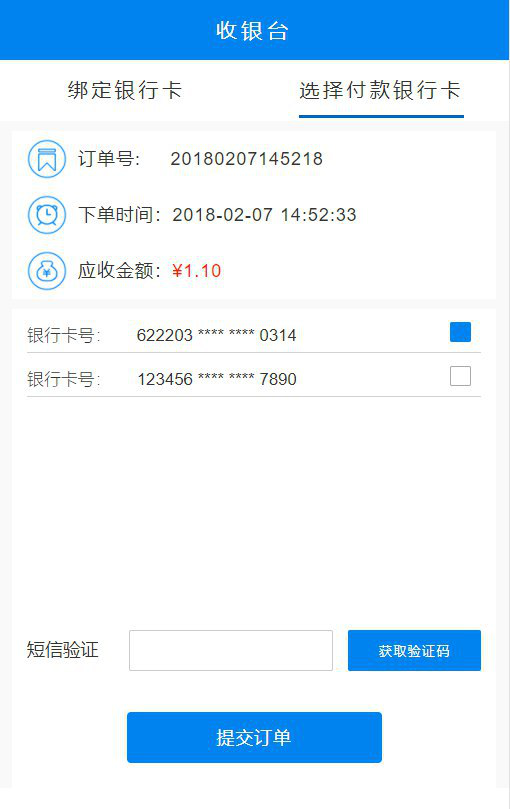 收银台
绑定银行卡 选择付款银行卡
订单号: 20180207145218
下单时间: 2018-02-07 14:52:33
¥
应收金额: ¥1.10
银行卡号: 622203 **** **** 0314
银行卡号: 123456 **** **** 7890
短信验证 获取验证码
提交订单